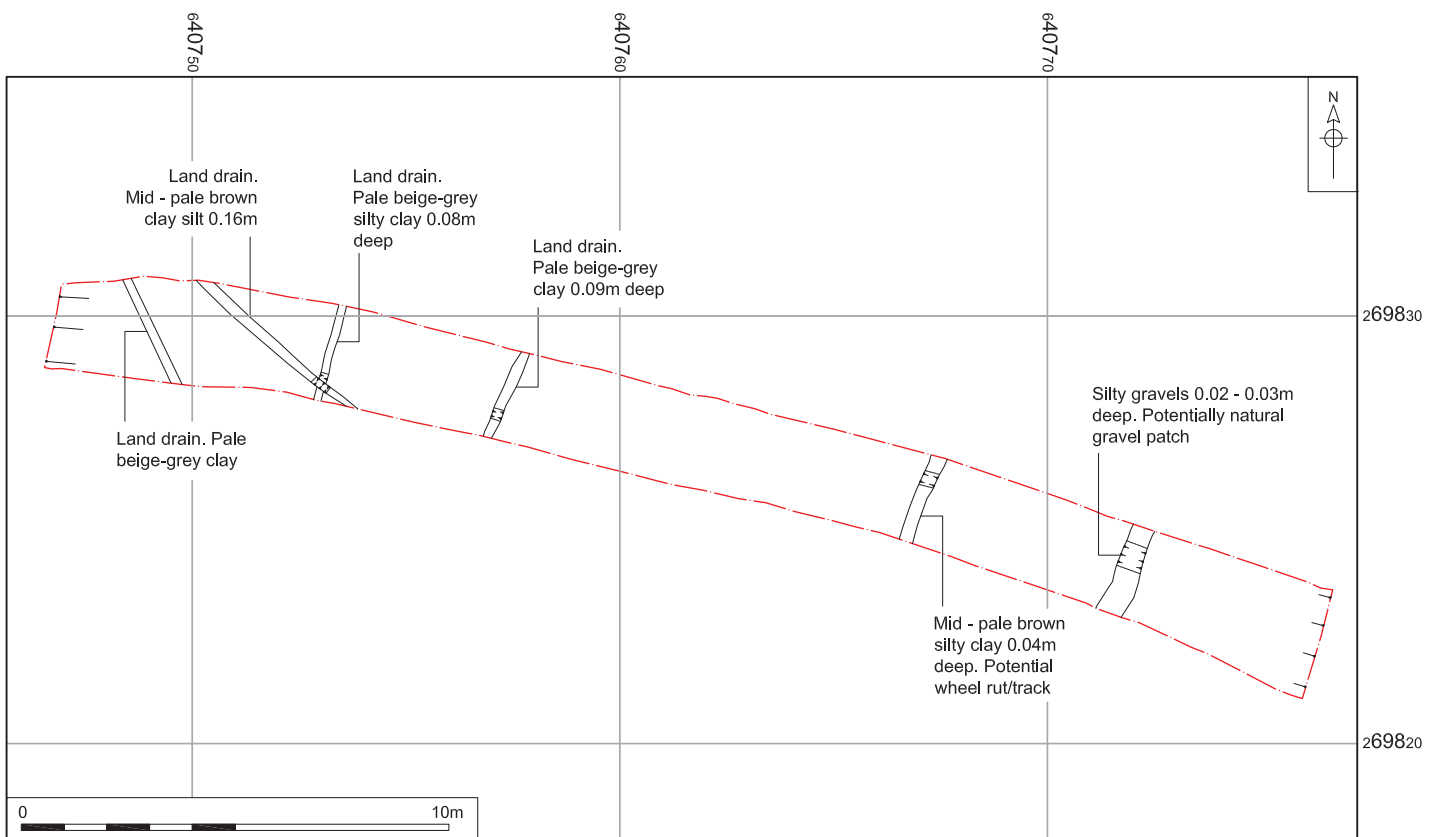 640750
640760
640770
N
Land drain.
Mid - pale brown
clay silt 0.16m
Land drain.
Pale beige-grey
silty clay 0.08m
deep
Land drain.
Pale beige-grey
clay 0.09m deep
269830
Silty gravels 0.02 - 0.03m
deep. Potentially natural
gravel patch
Land drain. Pale
beige-grey clay
Mid - pale brown
silty clay 0.04m
deep. Potential
wheel rut/track
269820
0 10m